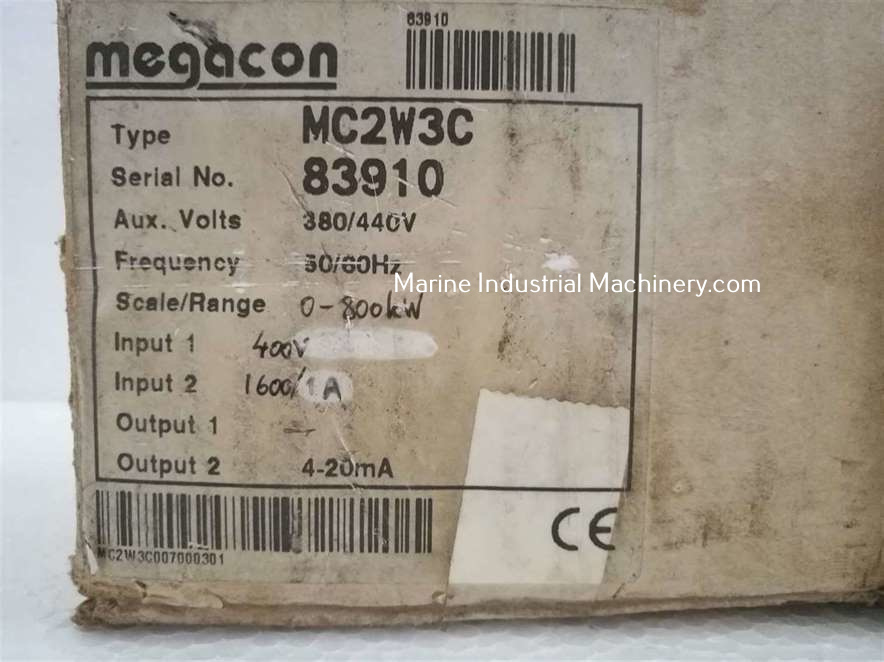 83910
megacon
Type MC2W3C
Serial No. 83910
Aux. Volts 380/440V
Frequency 50/60Hz
Marine Industrial Machinery.com
Scale/Range 0-800kW
Input 1 400V
Input 2 1600/1A
Output 1 -
Output 2 4-20mA
CE
MC2W3C007000301